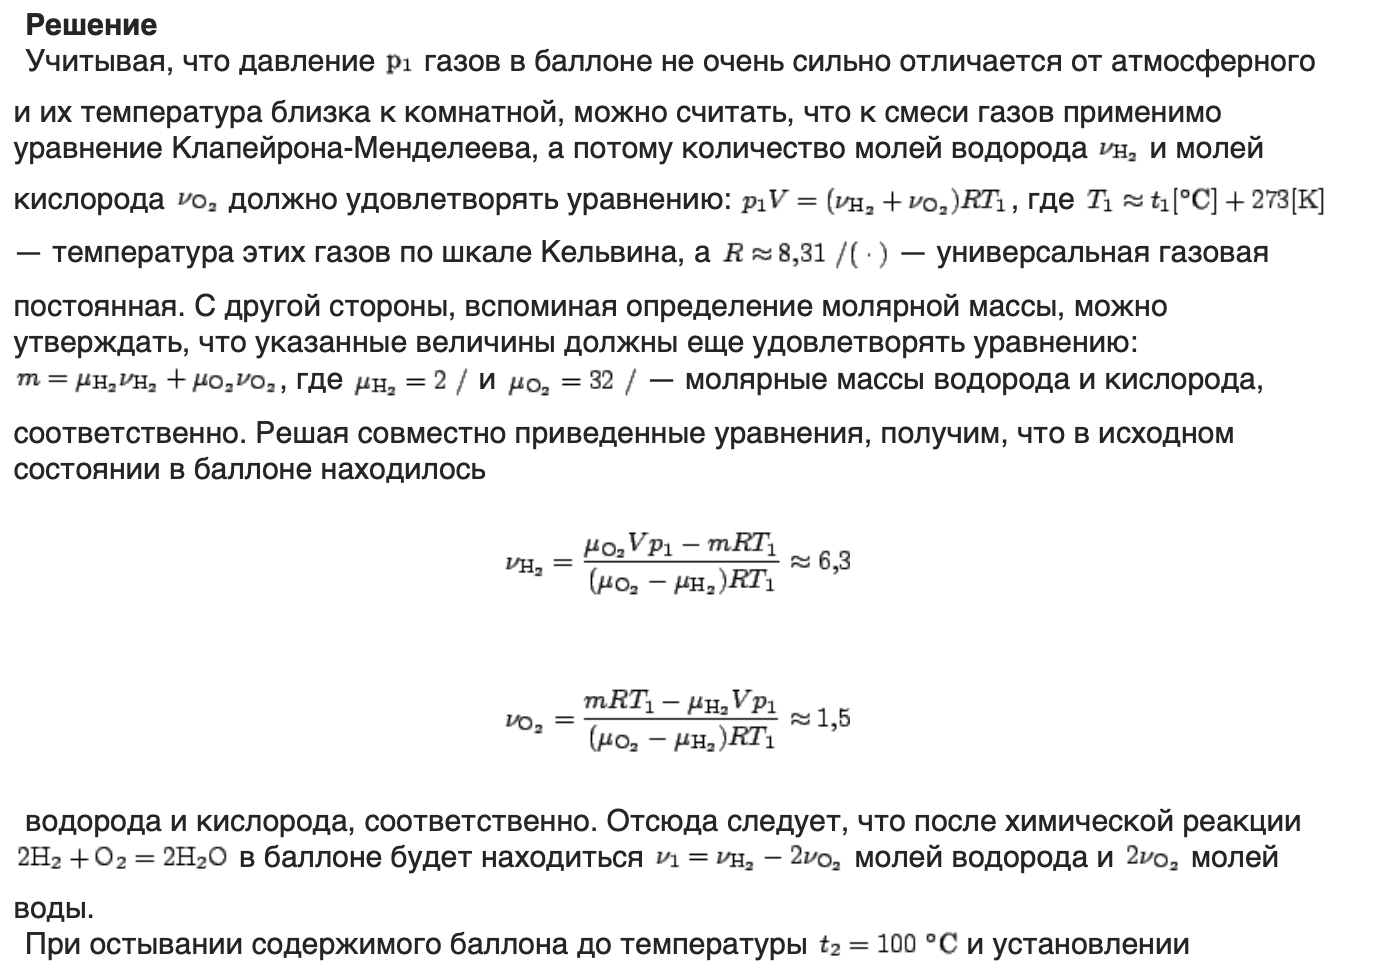 Решение
Учитывая, что давление p₁ газов в баллоне не очень сильно отличается от атмосферного
и их температура близка к комнатной, можно считать, что к смеси газов применимо
уравнение Клапейрона-Менделеева, а потому количество молей водорода ν_H₂ и молей
кислорода ν_O₂ должно удовлетворять уравнению: p₁V = (ν_H₂ + ν_O₂)RT₁, где T₁ ≈ t₁[°C] + 273[K]
— температура этих газов по шкале Кельвина, а R ≈ 8,31 /( · ) — универсальная газовая
постоянная. С другой стороны, вспоминая определение молярной массы, можно
утверждать, что указанные величины должны еще удовлетворять уравнению:
m = μ_H₂ν_H₂ + μ_O₂ν_O₂, где μ_H₂ = 2 / и μ_O₂ = 32 / — молярные массы водорода и кислорода,
соответственно. Решая совместно приведенные уравнения, получим, что в исходном
состоянии в баллоне находилось
ν_H₂ = (μ_O₂Vp₁ − mRT₁) / ((μ_O₂ − μ_H₂)RT₁) ≈ 6,3
ν_O₂ = (mRT₁ − μ_H₂Vp₁) / ((μ_O₂ − μ_H₂)RT₁) ≈ 1,5
водорода и кислорода, соответственно. Отсюда следует, что после химической реакции
2H₂ + O₂ = 2H₂O в баллоне будет находиться ν₁ = ν_H₂ − 2ν_O₂ молей водорода и 2ν_O₂ молей
воды.
При остывании содержимого баллона до температуры t₂ = 100 °C и установлении